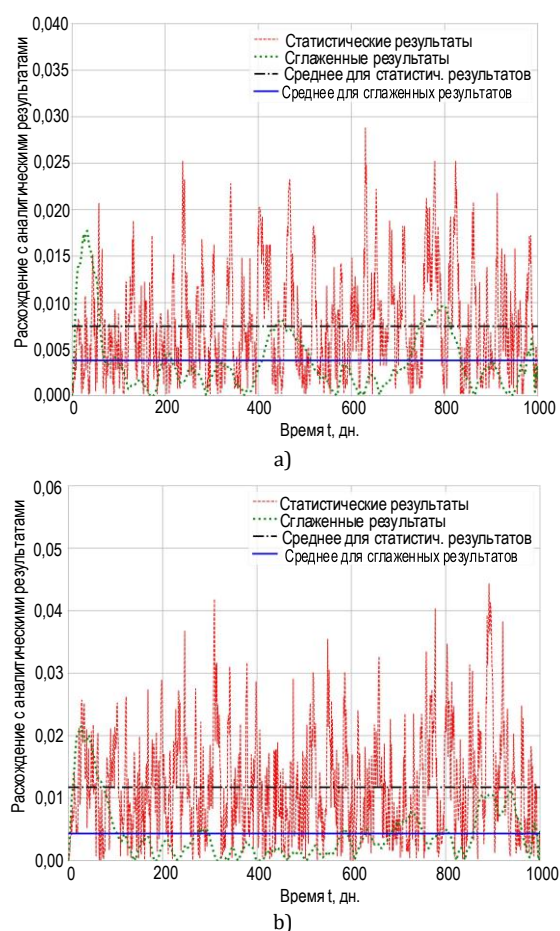 Расхождение с аналитическими результатами
0,040
0,035
0,030
0,025
0,020
0,015
0,010
0,005
0,000
Статистические результаты
Сглаженные результаты
Среднее для статистич. результатов
Среднее для сглаженных результатов
0 200 400 600 800 1000
Время t, дн.
a)
Расхождение с аналитическими результатами
0,06
0,05
0,04
0,03
0,02
0,01
0,00
Статистические результаты
Сглаженные результаты
Среднее для статистич. результатов
Среднее для сглаженных результатов
0 200 400 600 800 1000
Время t, дн.
b)